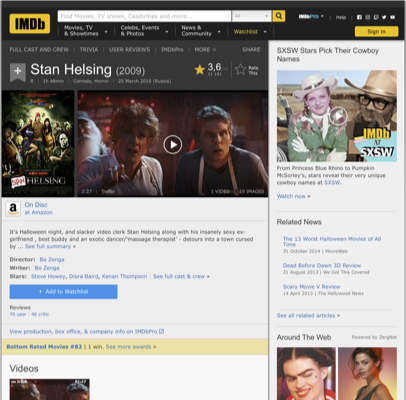 IMDb
Find Movies, TV shows, Celebrities and more...
All
IMDbPro
Help
Movies, TV
& Showtimes
Celebs, Events
& Photos
News &
Community
Watchlist
Sign in
FULL CAST AND CREW | TRIVIA | USER REVIEWS | IMDbPro | MORE
SHARE
+ Stan Helsing (2009)
3,6
Rate
This
1h 48min | Comedy, Horror | 25 March 2010 (Russia)
HELSING
2:27 | Trailer
1 VIDEO
19 IMAGES
On Disc
at Amazon
It's Halloween night, and slacker video clerk Stan Helsing along with his insanely sexy ex-
girlfriend , best buddy and an exotic dancer/'massage therapist' - detours into a town cursed
by ... See full summary »
Director: Bo Zenga
Writer: Bo Zenga
Stars: Steve Howey, Diora Baird, Kenan Thompson | See full cast & crew »
+ Add to Watchlist
Reviews
70 user | 46 critic
View production, box office, & company info on IMDbPro
Bottom Rated Movies #82 | 1 win. See more awards »
Videos
SXSW Stars Pick Their Cowboy
Names
IMDb
AT
SXSW
From Princess Blue Rhino to Pumpkin
McSorley's, stars reveal their very unique
cowboy names at SXSW.
Watch now »
Related News
The 13 Worst Halloween Movies of All
Time
31 October 2014 | MovieWeb
Dead Before Dawn 3D Review
21 August 2013 | We Got This Covered
Scary Movie V Review
14 April 2013 | The Hollywood News
See all related articles »
Around The Web
Powered by ZergNet